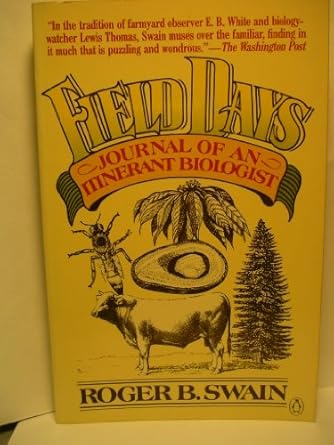 "In the tradition of farmyard observer E. B. White and biology-
watcher Lewis Thomas, Swain muses over the familiar, finding in
it much that is puzzling and wondrous."—The Washington Post
FIELD DAYS
JOURNAL OF AN
ITINERANT BIOLOGIST
ROGER B. SWAIN